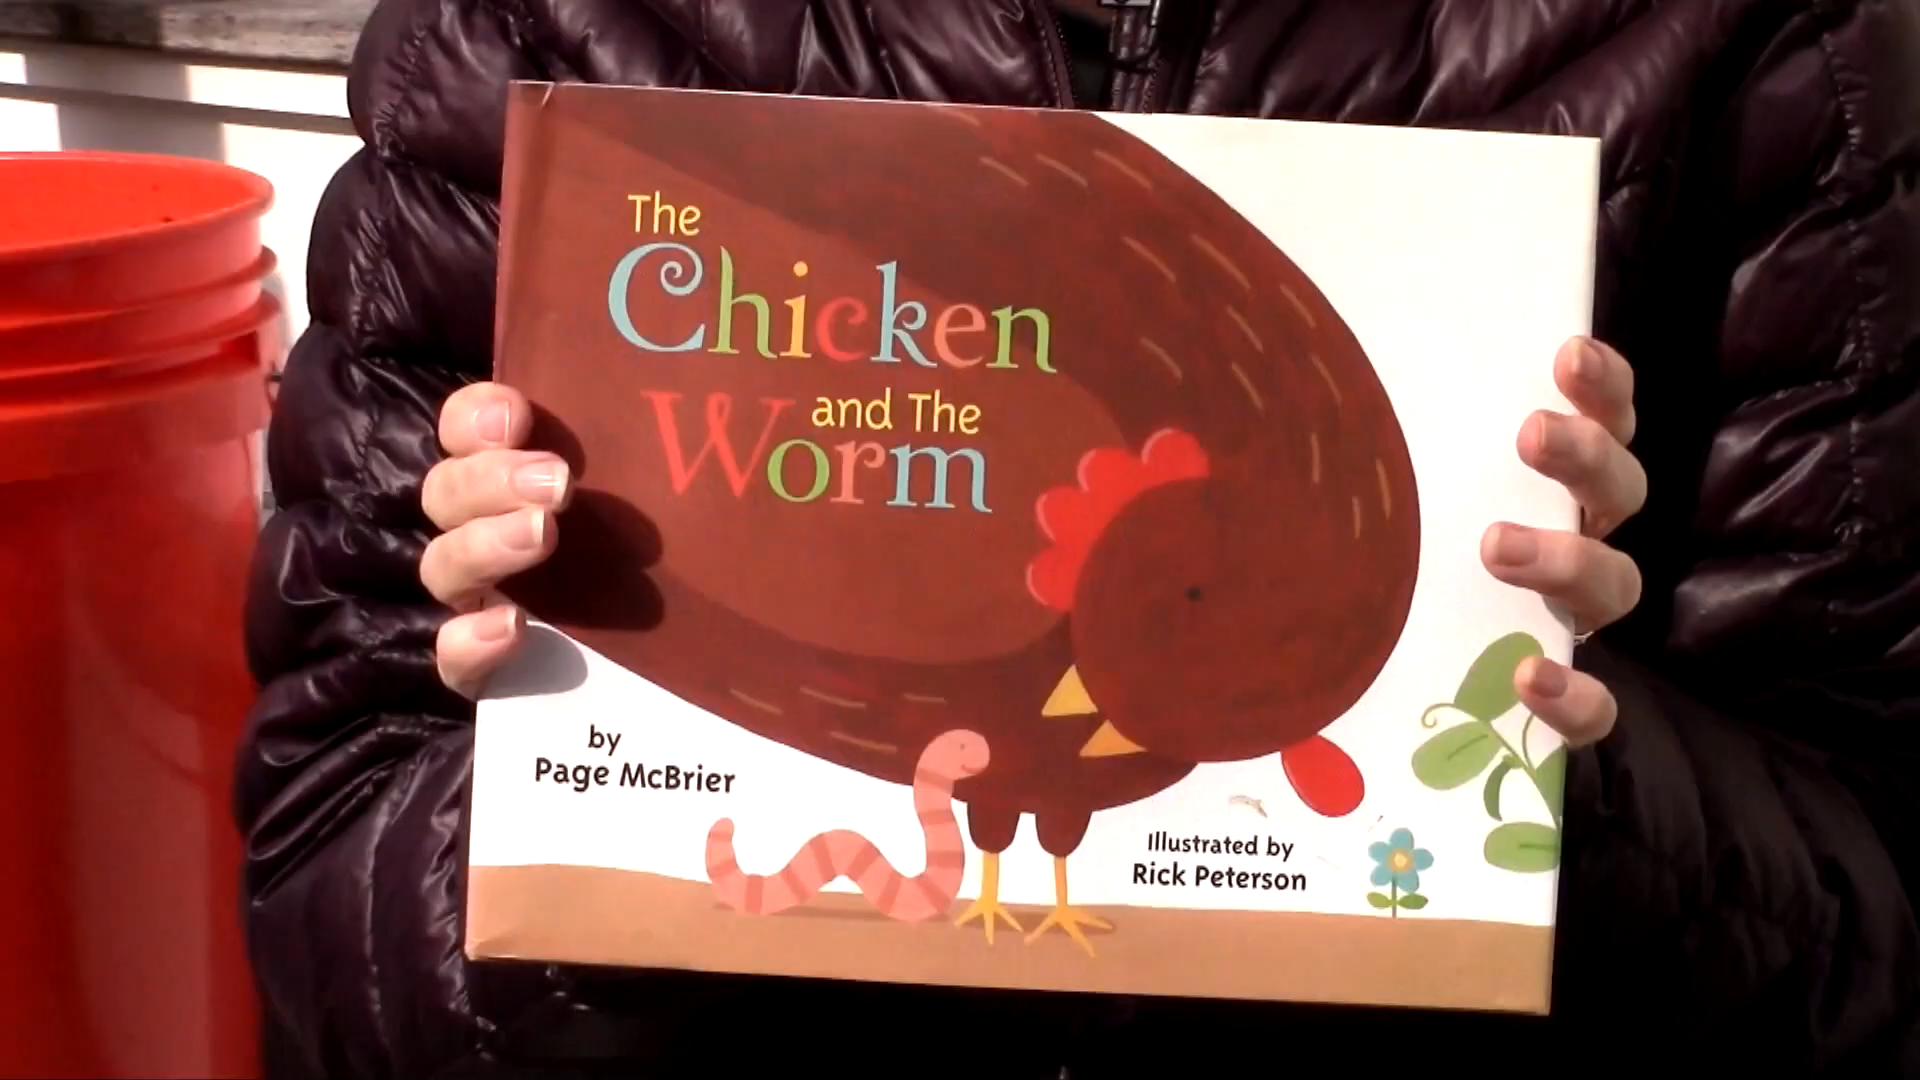 The
Chicken
and The
Worm
by
Page McBrier
Illustrated by
Rick Peterson